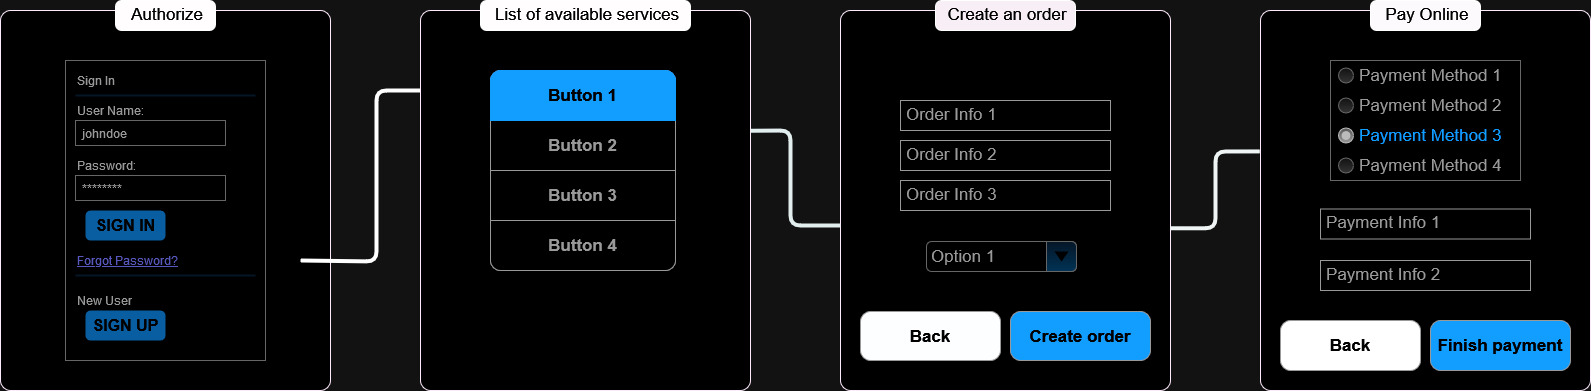 Authorize
Sign In
User Name:
johndoe
Password:
********
SIGN IN
Forgot Password?
New User
SIGN UP
List of available services
Button 1
Button 2
Button 3
Button 4
Create an order
Order Info 1
Order Info 2
Order Info 3
Option 1
Back
Create order
Pay Online
Payment Method 1
Payment Method 2
Payment Method 3
Payment Method 4
Payment Info 1
Payment Info 2
Back
Finish payment